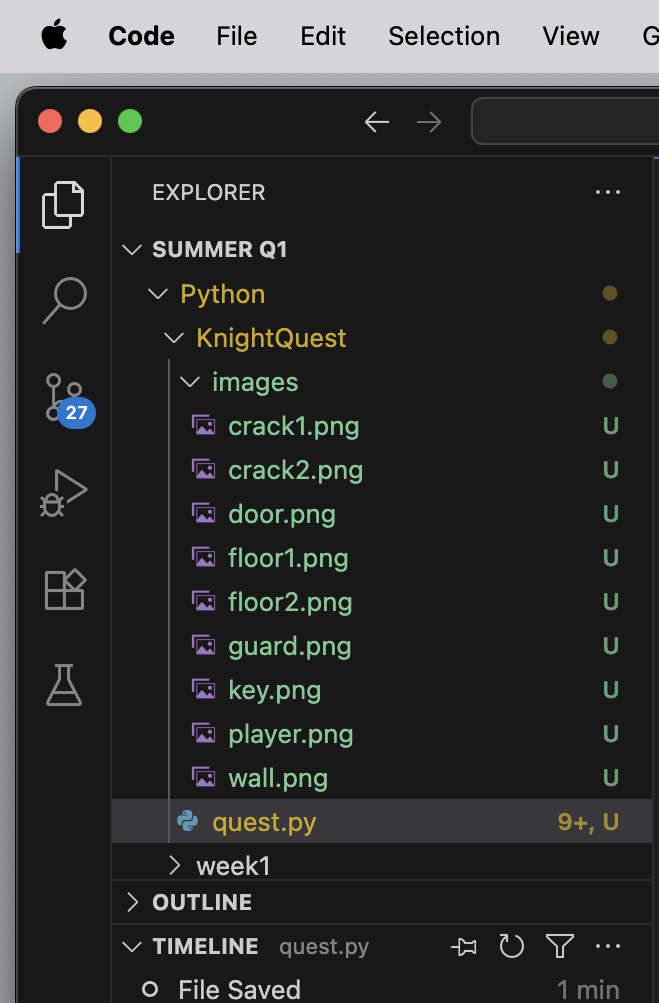 Code File Edit Selection View G
EXPLORER
SUMMER Q1
Python
KnightQuest
images
crack1.png U
crack2.png U
door.png U
floor1.png U
floor2.png U
guard.png U
key.png U
player.png U
wall.png U
quest.py 9+, U
week1
OUTLINE
TIMELINE quest.py
File Saved 1 min
27